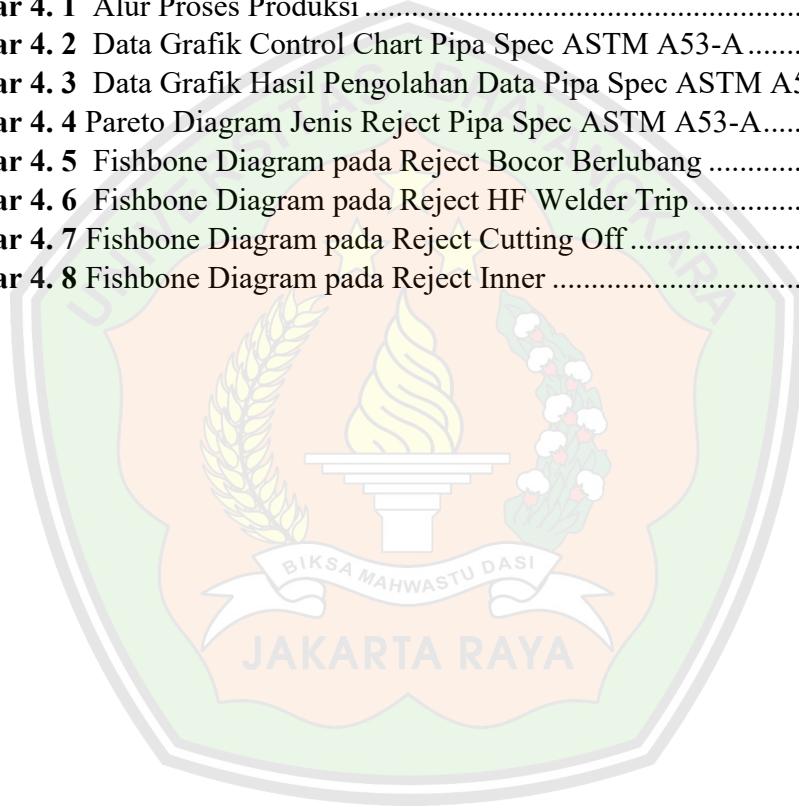 ar 4. 1 Alur Proses Produksi ....................................................
ar 4. 2 Data Grafik Control Chart Pipa Spec ASTM A53-A .......
ar 4. 3 Data Grafik Hasil Pengolahan Data Pipa Spec ASTM A5
ar 4. 4 Pareto Diagram Jenis Reject Pipa Spec ASTM A53-A.....
ar 4. 5 Fishbone Diagram pada Reject Bocor Berlubang ............
ar 4. 6 Fishbone Diagram pada Reject HF Welder Trip ..............
ar 4. 7 Fishbone Diagram pada Reject Cutting Off ......................
ar 4. 8 Fishbone Diagram pada Reject Inner ................................
UNIVERSITAS BHAYANGKARA
BIKSA MAHWASTU DASI
JAKARTA RAYA